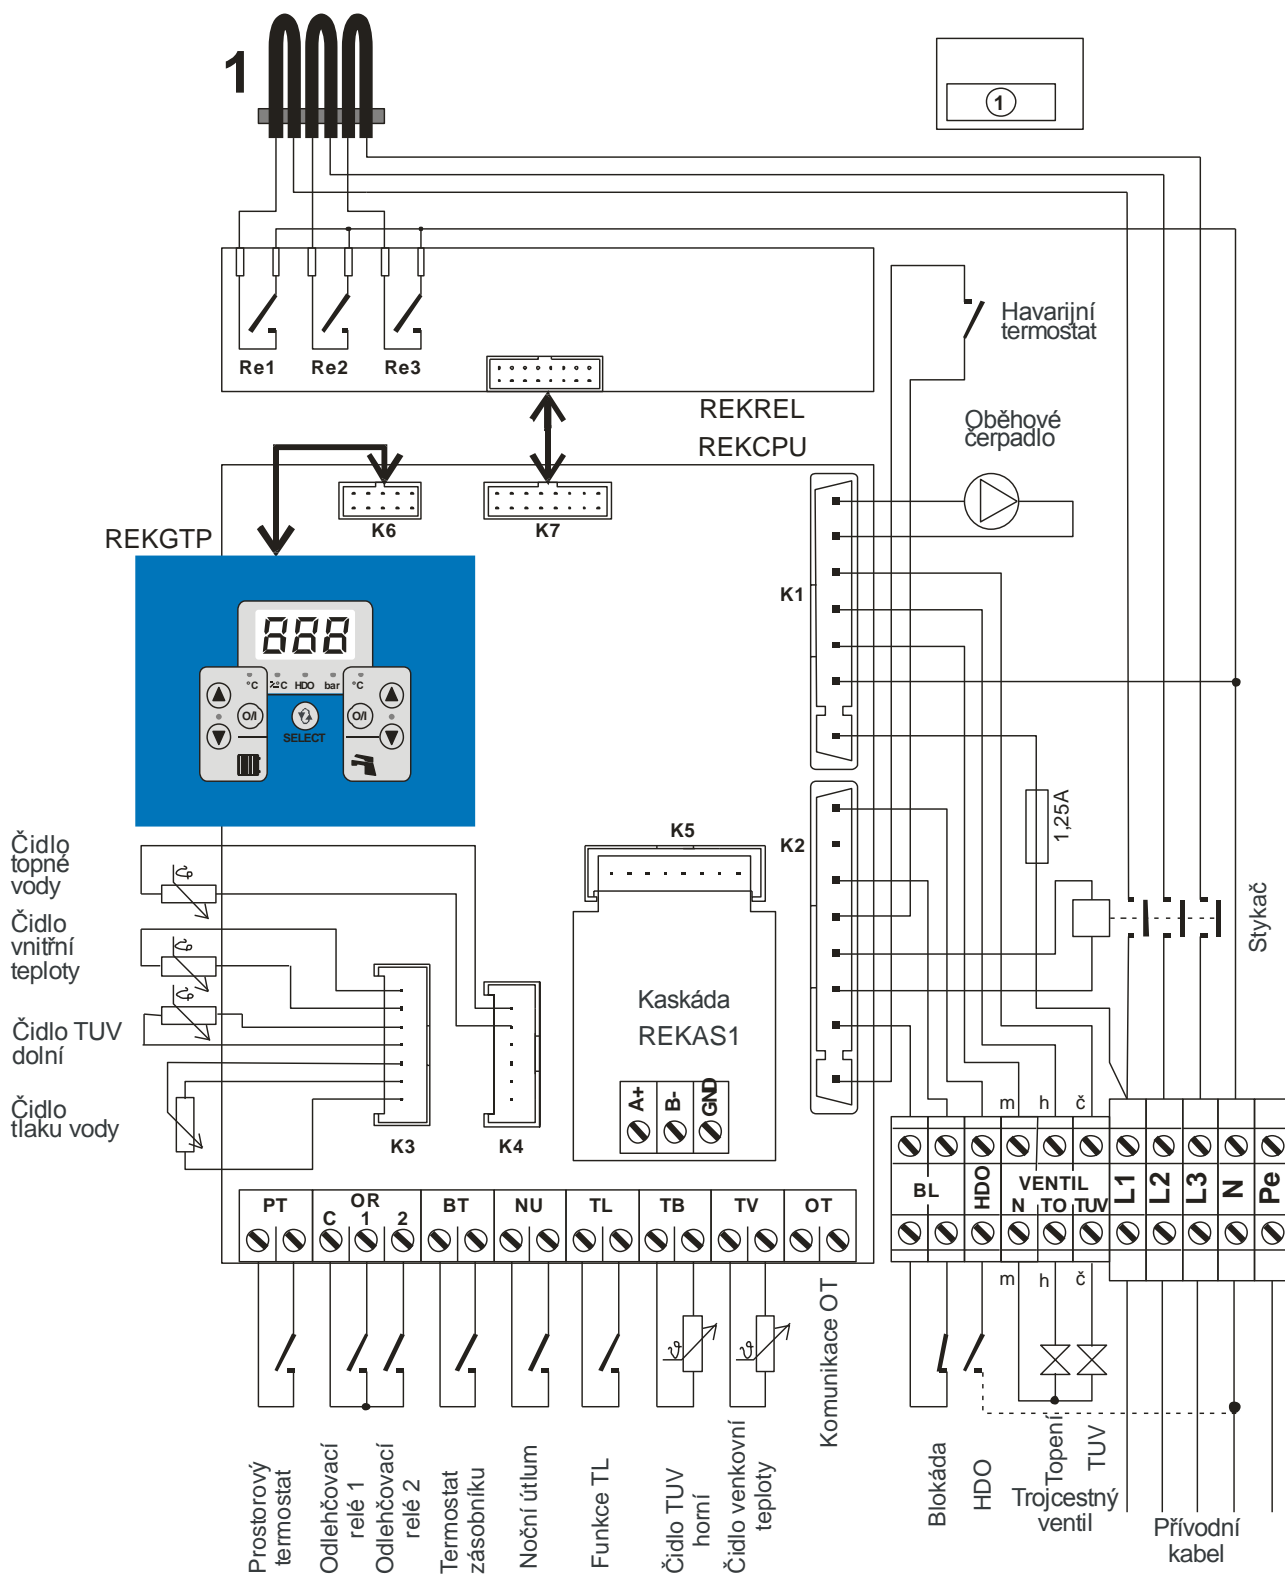 1
1
Havarijní
termostat
Re1 Re2 Re3
REKREL
REKCPU
Oběhové
čerpadlo
K6
K7
REKGTP
K1
888
°C
°C HDO bar °C
O/I
O/I
SELECT
1,25A
Čidlo
topné
vody
K5
K2
Čidlo
vnitřní
teploty
Stykač
Kaskáda
REKAS1
Čidlo TUV
dolní
A+
B-
GND
Čidlo
tlaku vody
K3
K4
m h č
BL
HDO
VENTIL
N TO TUV
L1
L2
L3
N
Pe
PT
OR
C 1 2
BT
NU
TL
TB
TV
OT
m h č
ϑ
ϑ
ϑ
ϑ
ϑ
Prostorový
termostat
Odlehčovací
relé 1
Odlehčovací
relé 2
Termostat
zásobníku
Noční útlum
Funkce TL
Čidlo TUV
horní
Čidlo venkovní
teploty
Komunikace OT
Blokáda
HDO
Topení
TUV
Trojcestný
ventil
Přívodní
kabel